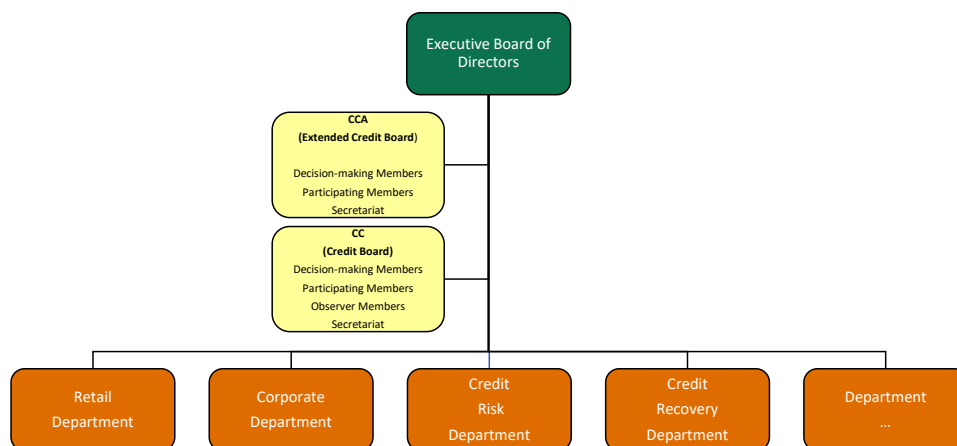 Executive Board of
Directors
CCA
(Extended Credit Board)
Decision-making Members
Participating Members
Secretariat
CC
(Credit Board)
Decision-making Members
Participating Members
Observer Members
Secretariat
Retail
Department
Corporate
Department
Credit
Risk
Department
Credit
Recovery
Department
Department
...